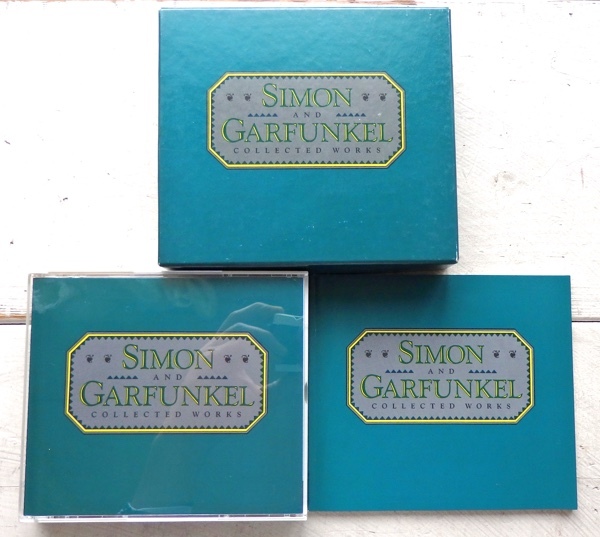 SIMON
AND
GARFUNKEL
COLLECTED WORKS
SIMON
AND
GARFUNKEL
COLLECTED WORKS
SIMON
AND
GARFUNKEL
COLLECTED WORKS